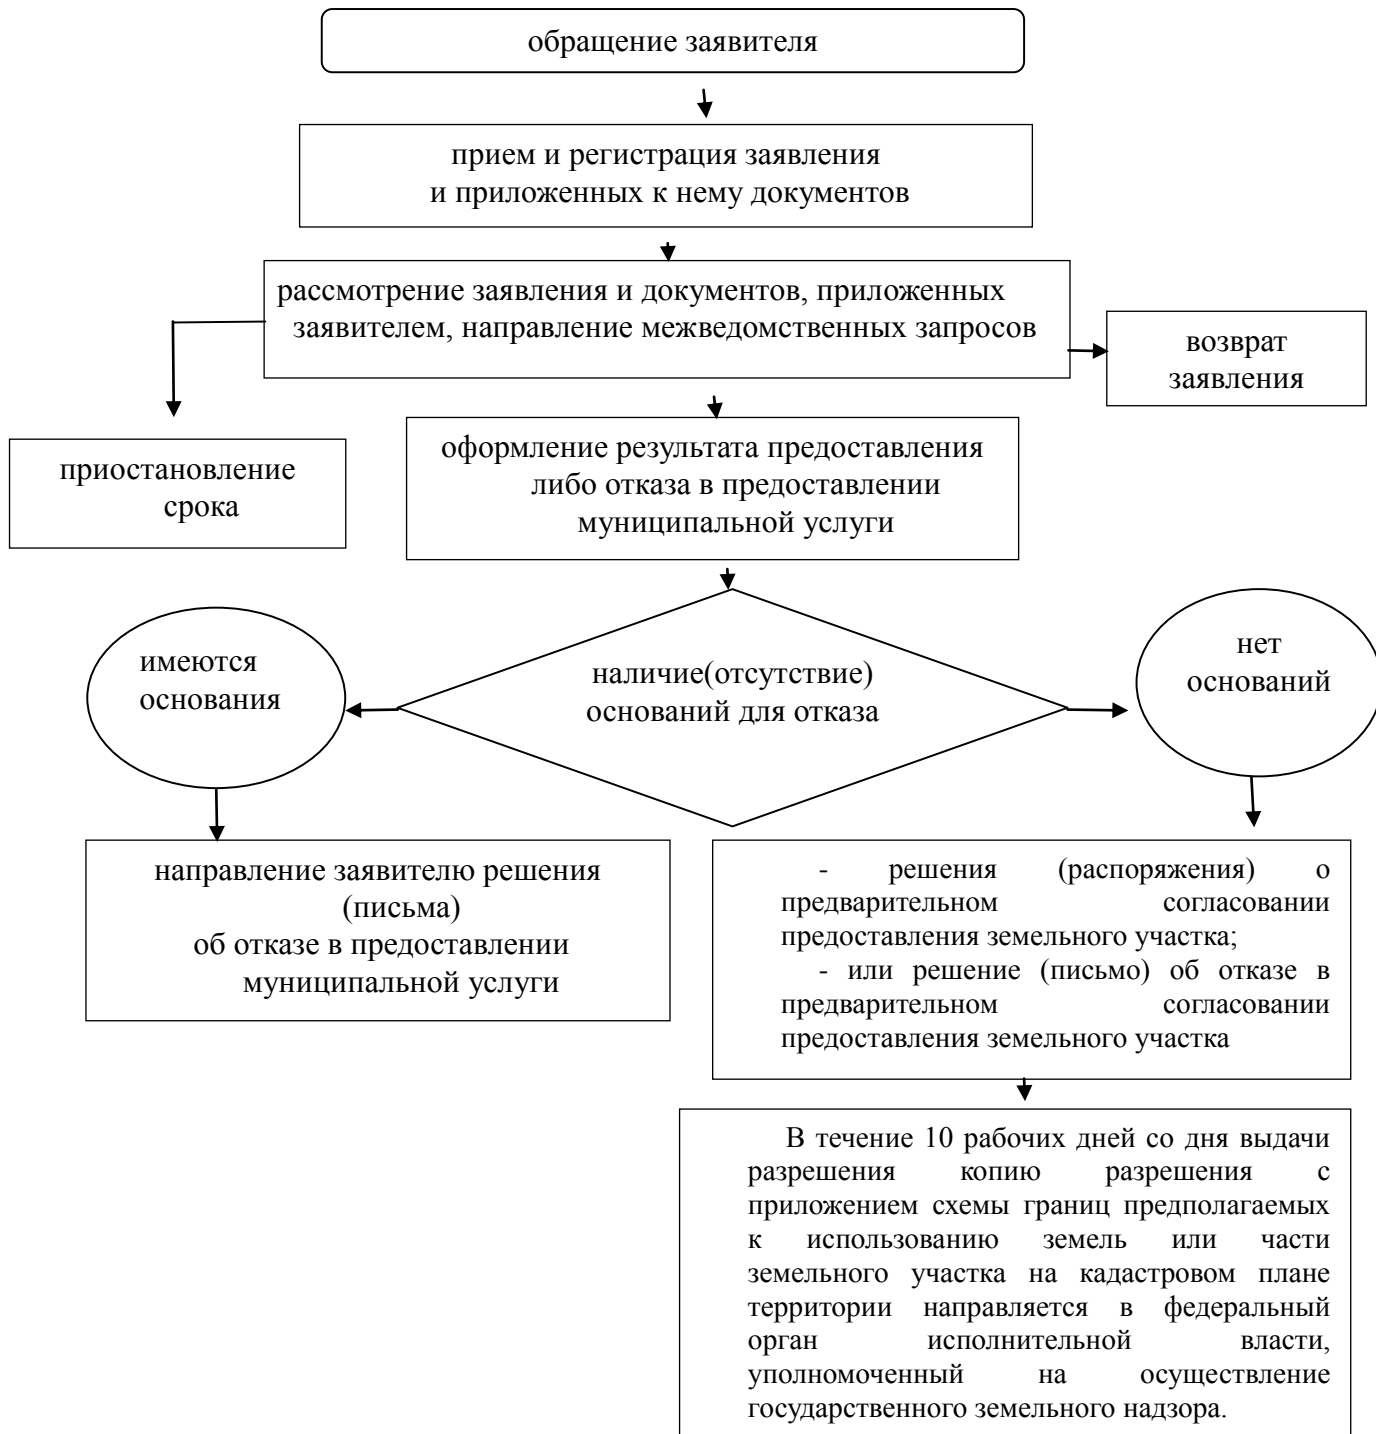 обращение заявителя
прием и регистрация заявления
и приложенных к нему документов
рассмотрение заявления и документов, приложенных
заявителем, направление межведомственных запросов
возврат
заявления
приостановление
срока
оформление результата предоставления
либо отказа в предоставлении
муниципальной услуги
имеются
основания
наличие(отсутствие)
оснований для отказа
нет
оснований
направление заявителю решения
(письма)
об отказе в предоставлении
муниципальной услуги
- решения (распоряжения) о
предварительном согласовании
предоставления земельного участка;
- или решение (письмо) об отказе в
предварительном согласовании
предоставления земельного участка
В течение 10 рабочих дней со дня выдачи
разрешения копию разрешения с
приложением схемы границ предполагаемых
к использованию земель или части
земельного участка на кадастровом плане
территории направляется в федеральный
орган исполнительной власти,
уполномоченный на осуществление
государственного земельного надзора.